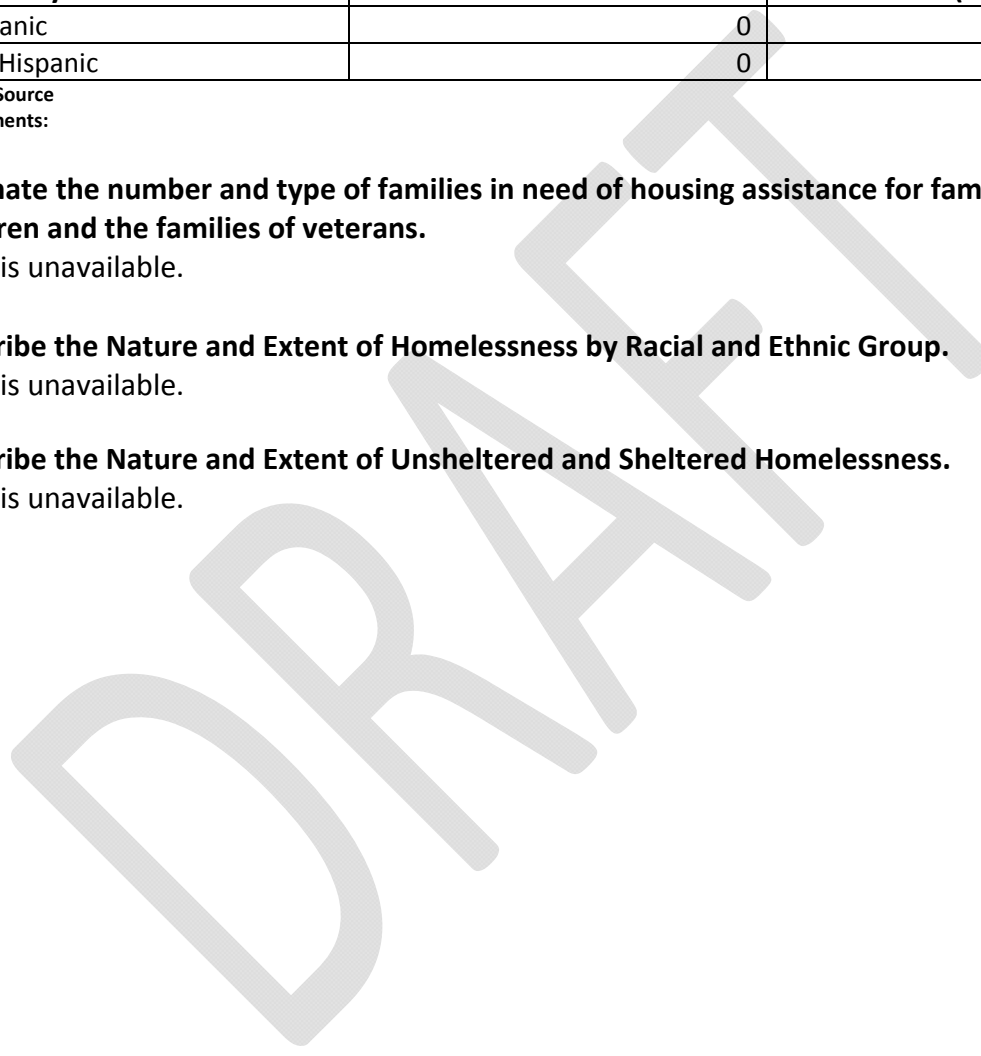 anic 0
Hispanic 0
Source
ments:
nate the number and type of families in need of housing assistance for fam
ren and the families of veterans.
is unavailable.
ribe the Nature and Extent of Homelessness by Racial and Ethnic Group.
is unavailable.
ribe the Nature and Extent of Unsheltered and Sheltered Homelessness.
is unavailable.
DRAFT